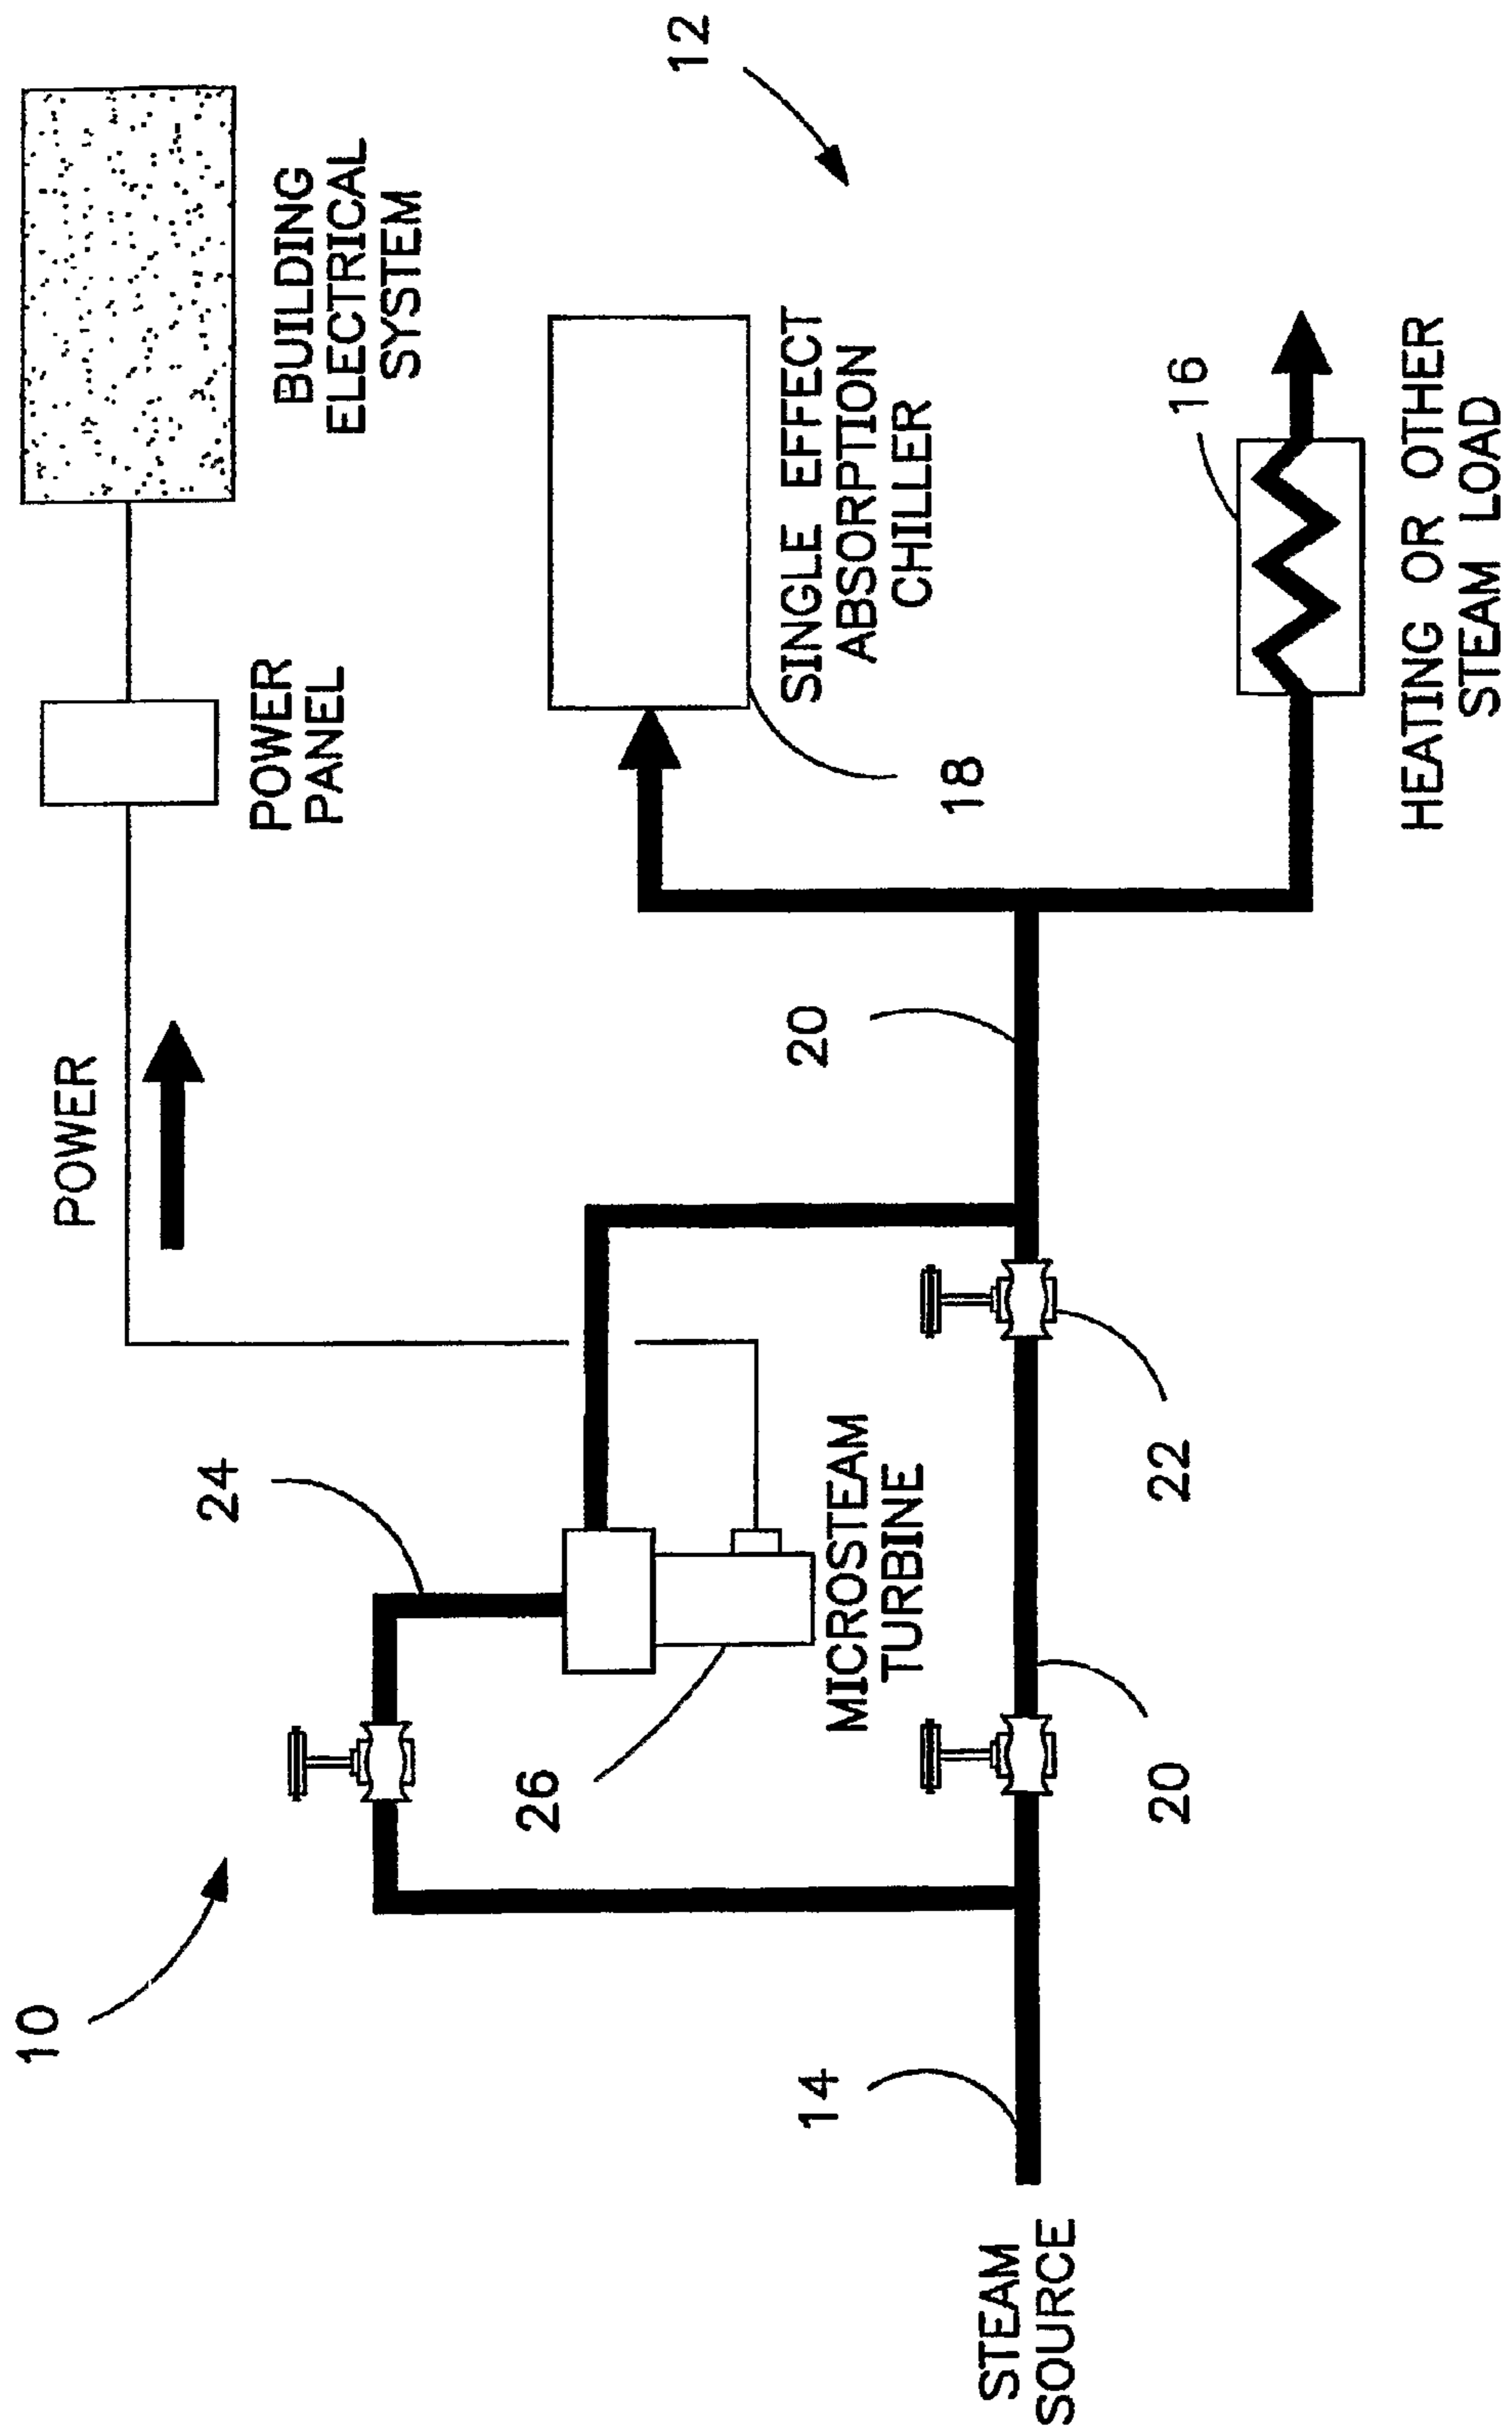 10
POWER
POWER
PANEL
BUILDING
ELECTRICAL
SYSTEM
24
26
MICROSTEAM
TURBINE
12
SINGLE EFFECT
ABSORPTION
CHILLER
18
14
20
STEAM
SOURCE
20
22
16
HEATING OR OTHER
STEAM LOAD